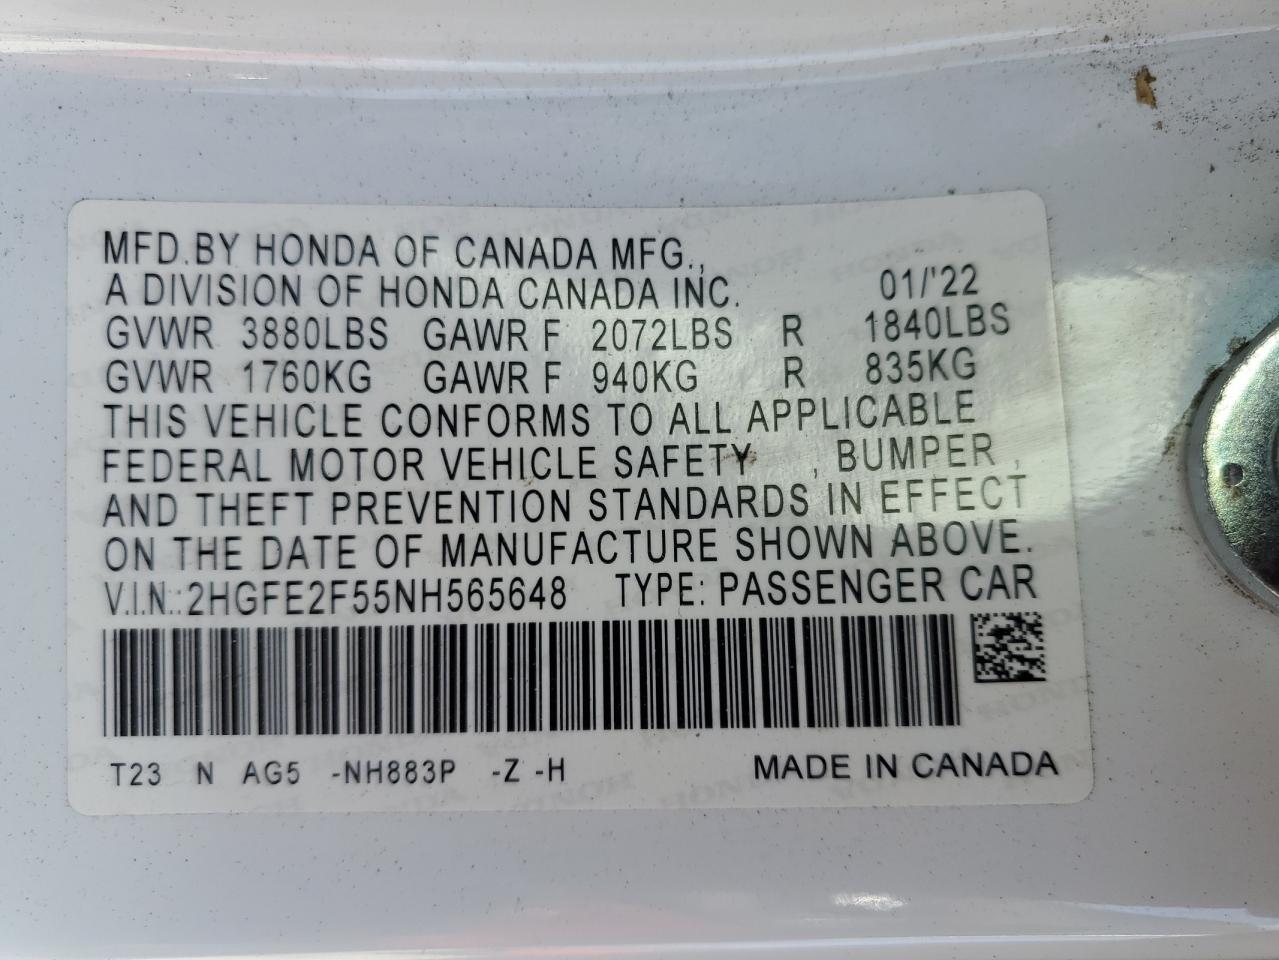 MFD.BY HONDA OF CANADA MFG.,
A DIVISION OF HONDA CANADA INC. 01/'22
GVWR 3880LBS GAWR F 2072LBS R 1840LBS
GVWR 1760KG GAWR F 940KG R 835KG
THIS VEHICLE CONFORMS TO ALL APPLICABLE
FEDERAL MOTOR VEHICLE SAFETY , BUMPER ,
AND THEFT PREVENTION STANDARDS IN EFFECT
ON THE DATE OF MANUFACTURE SHOWN ABOVE.
V.I.N.:2HGFE2F55NH565648 TYPE: PASSENGER CAR
T23 N AG5 -NH883P -Z -H MADE IN CANADA